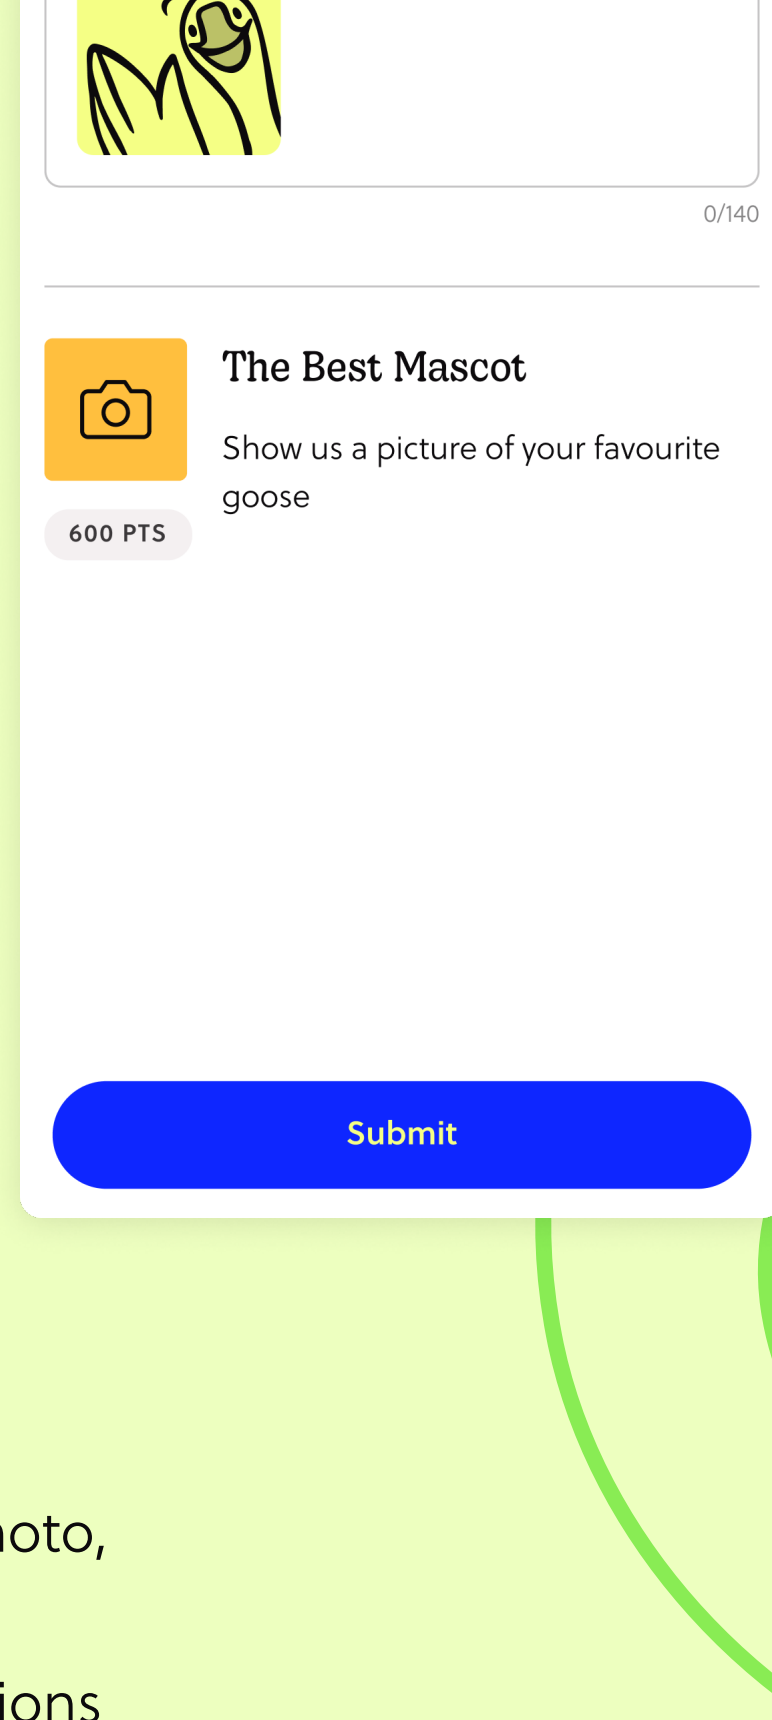 0/140
The Best Mascot
Show us a picture of your favourite
goose
600 PTS
Submit